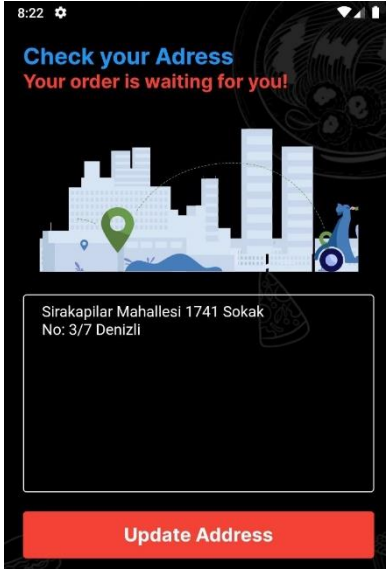 8:22
Check your Adress
Your order is waiting for you!
Sirakapilar Mahallesi 1741 Sokak
No: 3/7 Denizli
Update Address